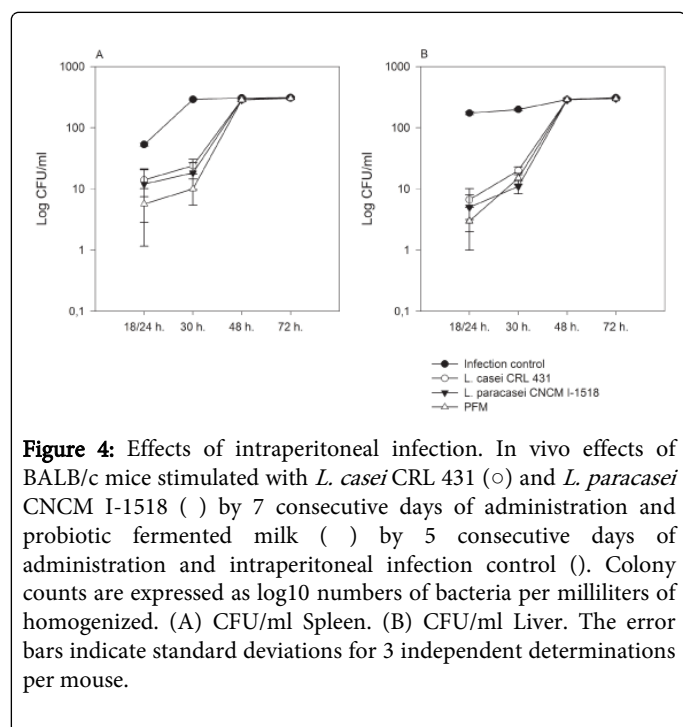 A
B
1000
100
10
1
0,1
Log CFU/ml
18/24 h.
30 h.
48 h.
72 h.
1000
100
10
1
0,1
Log CFU/ml
18/24 h.
30 h.
48 h.
72 h.
Infection control
L. casei CRL 431
L. paracasei CNCM I-1518
PFM
Figure 4: Effects of intraperitoneal infection. In vivo effects of
BALB/c mice stimulated with L. casei CRL 431 (○) and L. paracasei
CNCM I-1518 ( ) by 7 consecutive days of administration and
probiotic fermented milk ( ) by 5 consecutive days of
administration and intraperitoneal infection control (). Colony
counts are expressed as log10 numbers of bacteria per milliliters of
homogenized. (A) CFU/ml Spleen. (B) CFU/ml Liver. The error
bars indicate standard deviations for 3 independent determinations
per mouse.